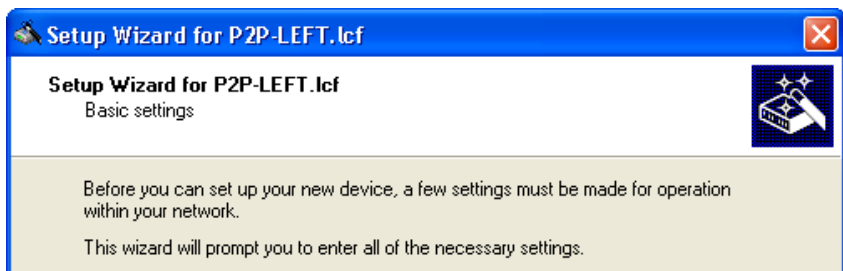 Setup Wizard for P2P-LEFT.lcf
Setup Wizard for P2P-LEFT.lcf
Basic settings
Before you can set up your new device, a few settings must be made for operation
within your network.
This wizard will prompt you to enter all of the necessary settings.